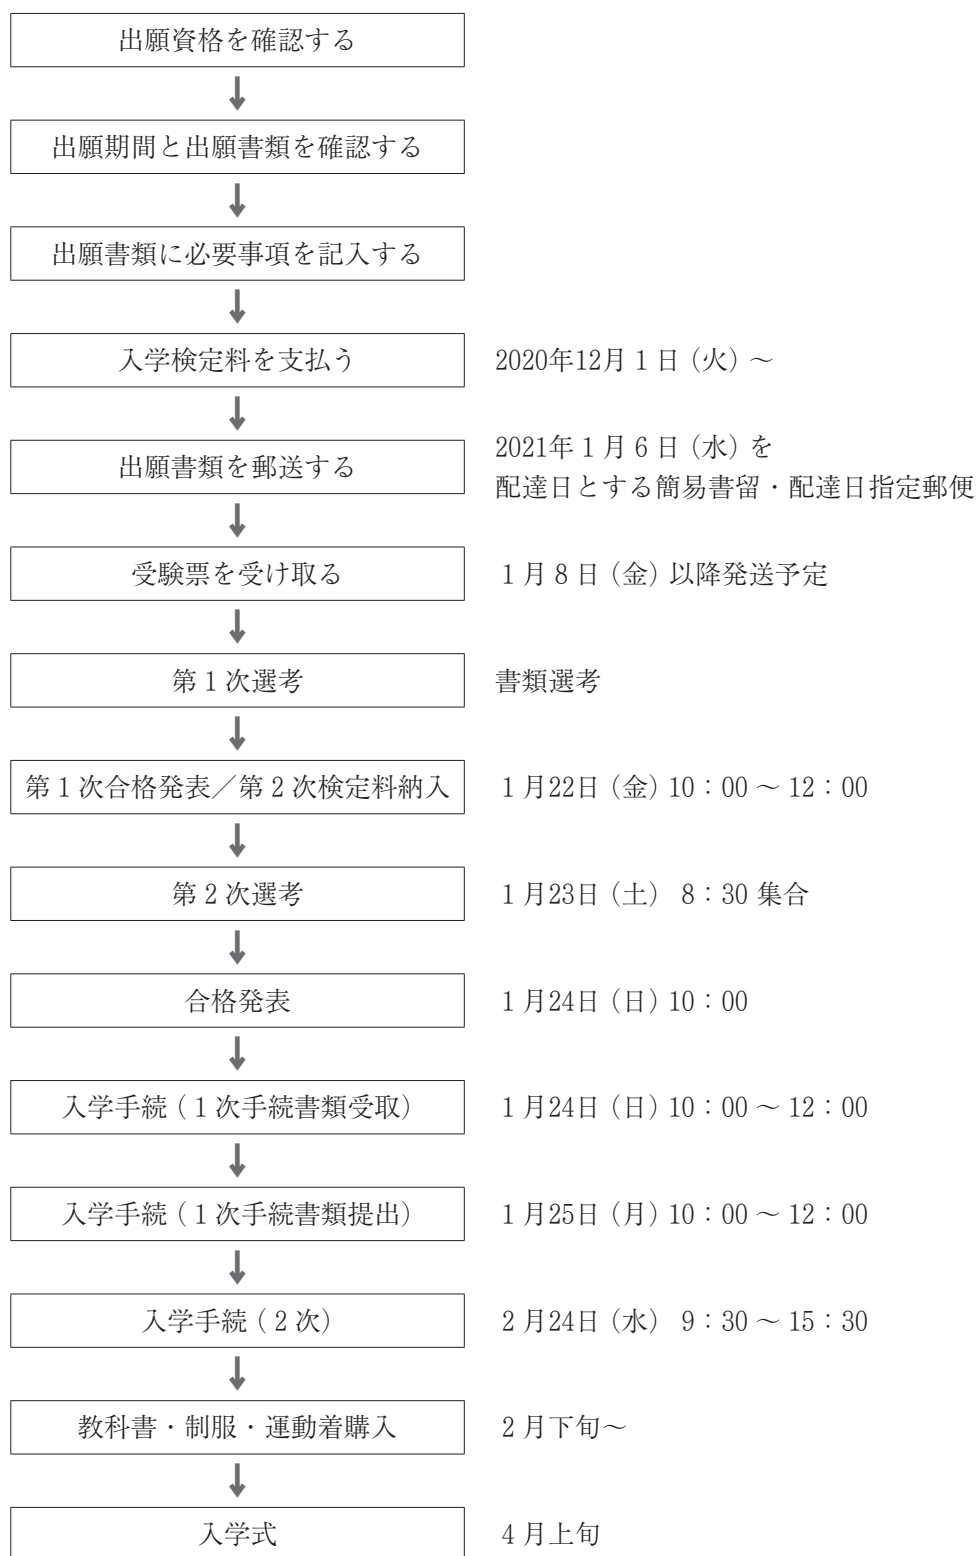 出願資格を確認する
出願期間と出願書類を確認する
出願書類に必要事項を記入する
入学検定料を支払う
2020年12月1日(火)~
出願書類を郵送する
2021年1月6日(水)を
配達日とする簡易書留・配達日指定郵便
受験票を受け取る
1月8日(金)以降発送予定
第1次選考
書類選考
第1次合格発表/第2次検定料納入
1月22日(金)10:00~12:00
第2次選考
1月23日(土) 8:30 集合
合格発表
1月24日(日)10:00
入学手続(1次手続書類受取)
1月24日(日)10:00~12:00
入学手続(1次手続書類提出)
1月25日(月)10:00~12:00
入学手続(2次)
2月24日(水) 9:30~15:30
教科書・制服・運動着購入
2月下旬~
入学式
4月上旬